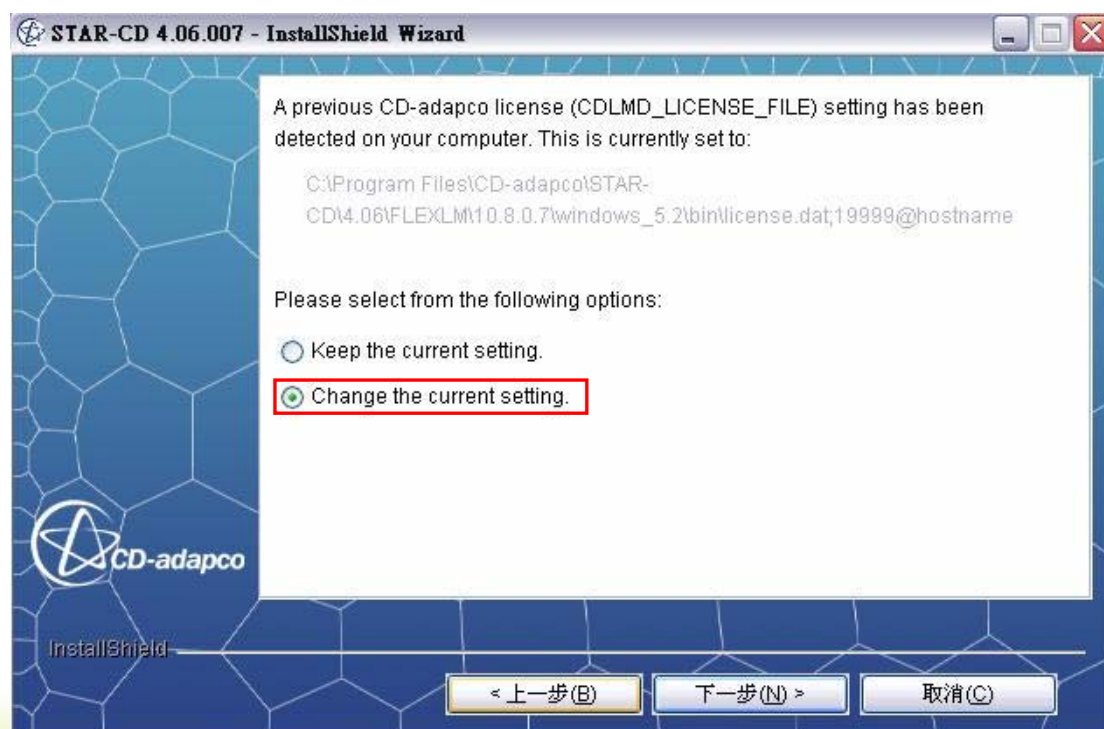 STAR-CD 4.06.007 - InstallShield Wizard
A previous CD-adapco license (CDLMD_LICENSE_FILE) setting has been
detected on your computer. This is currently set to:
C:\Program Files\CD-adapco\STAR-
CD\4.06\FLEXLM\10.8.0.7\windows_5.2\bin\license.dat;19999@hostname
Please select from the following options:
Keep the current setting.
Change the current setting.
CD-adapco
InstallShield
< 上一步(B)
下一步(N) >
取消(C)